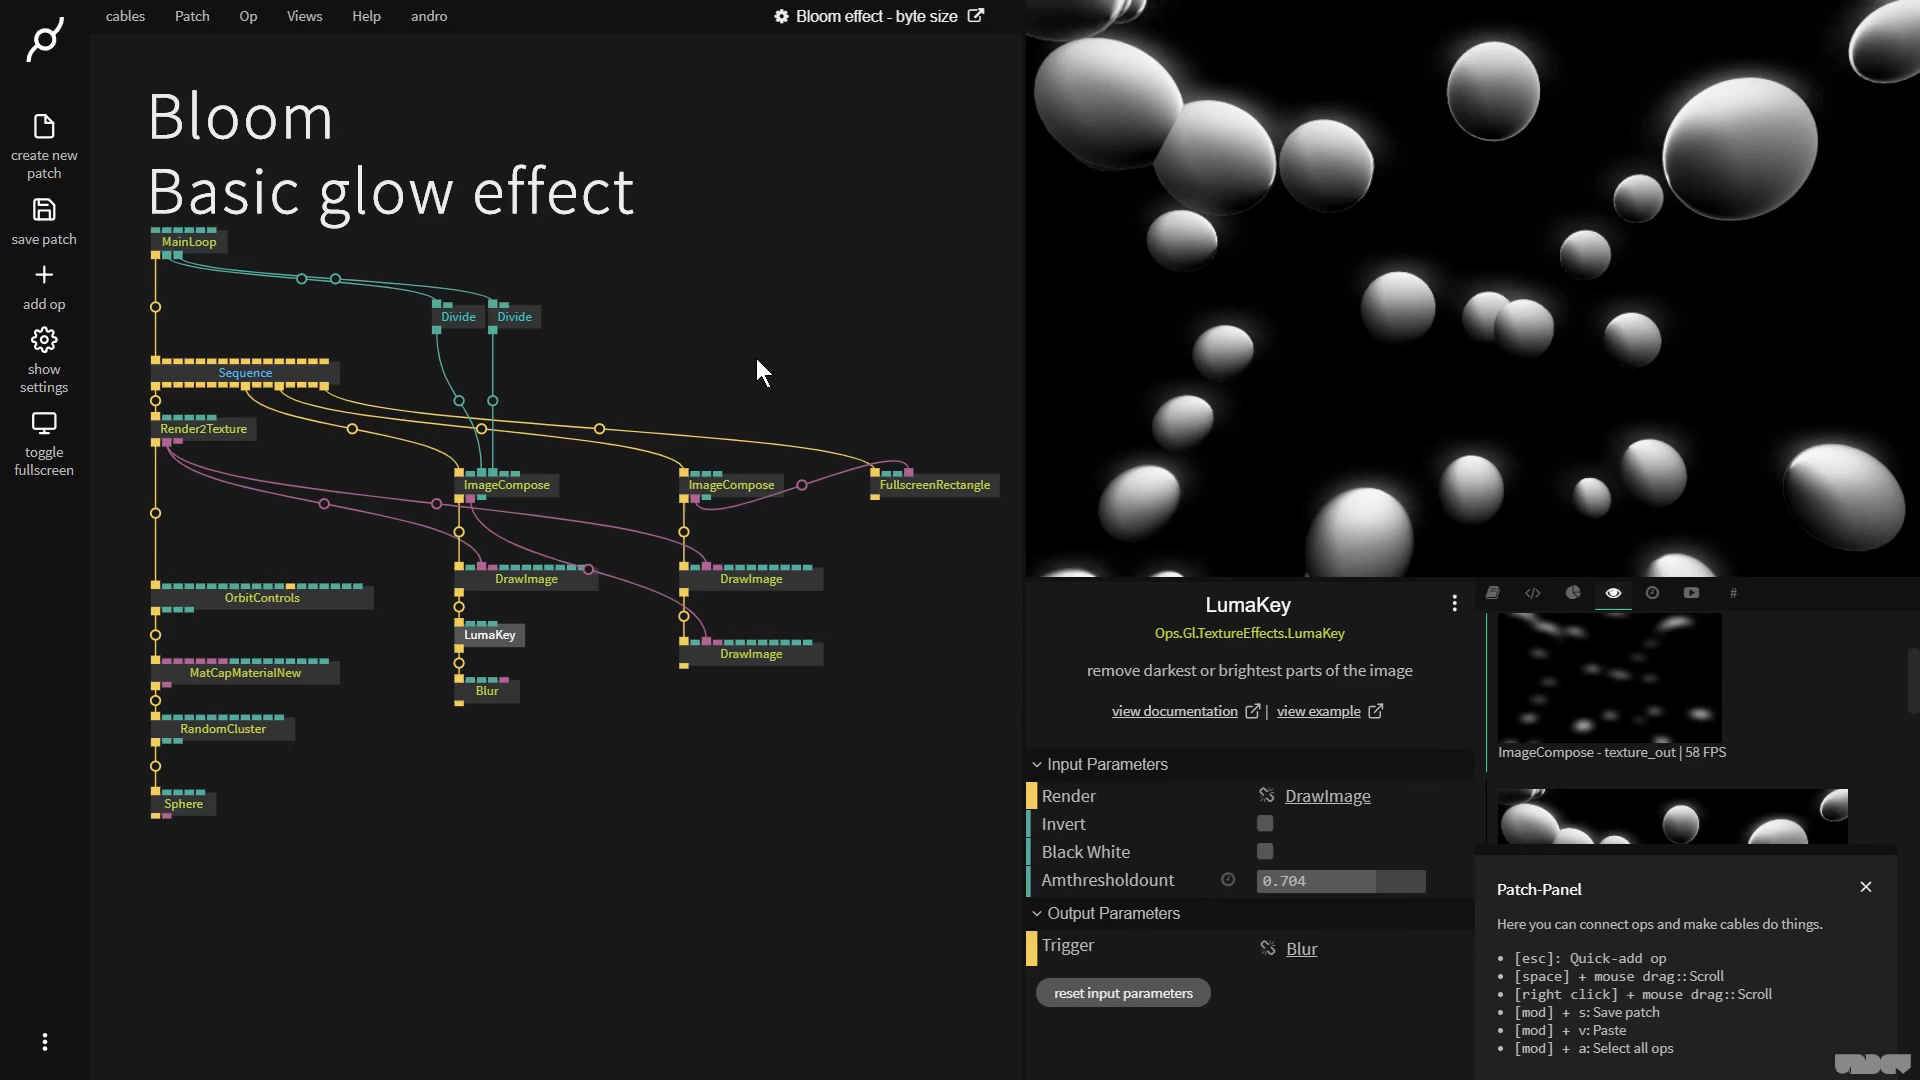 cables Patch Op Views Help andro
Bloom effect - byte size
create new
patch
save patch
add op
show
settings
toggle
fullscreen
Bloom
Basic glow effect
MainLoop
Divide Divide
Sequence
Render2Texture
ImageCompose ImageCompose FullscreenRectangle
DrawImage DrawImage
OrbitControls
LumaKey
DrawImage
MatCapMaterialNew
Blur
RandomCluster
Sphere
LumaKey
Ops.Gl.TextureEffects.LumaKey
remove darkest or brightest parts of the image
view documentation | view example
Input Parameters
Render DrawImage
Invert
Black White
Amthresholdount 0.704
Output Parameters
Trigger Blur
reset input parameters
#
ImageCompose - texture_out | 58 FPS
Patch-Panel
Here you can connect ops and make cables do things.
• [esc]: Quick-add op
• [space] + mouse drag::Scroll
• [right click] + mouse drag::Scroll
• [mod] + s: Save patch
• [mod] + v: Paste
• [mod] + a: Select all ops